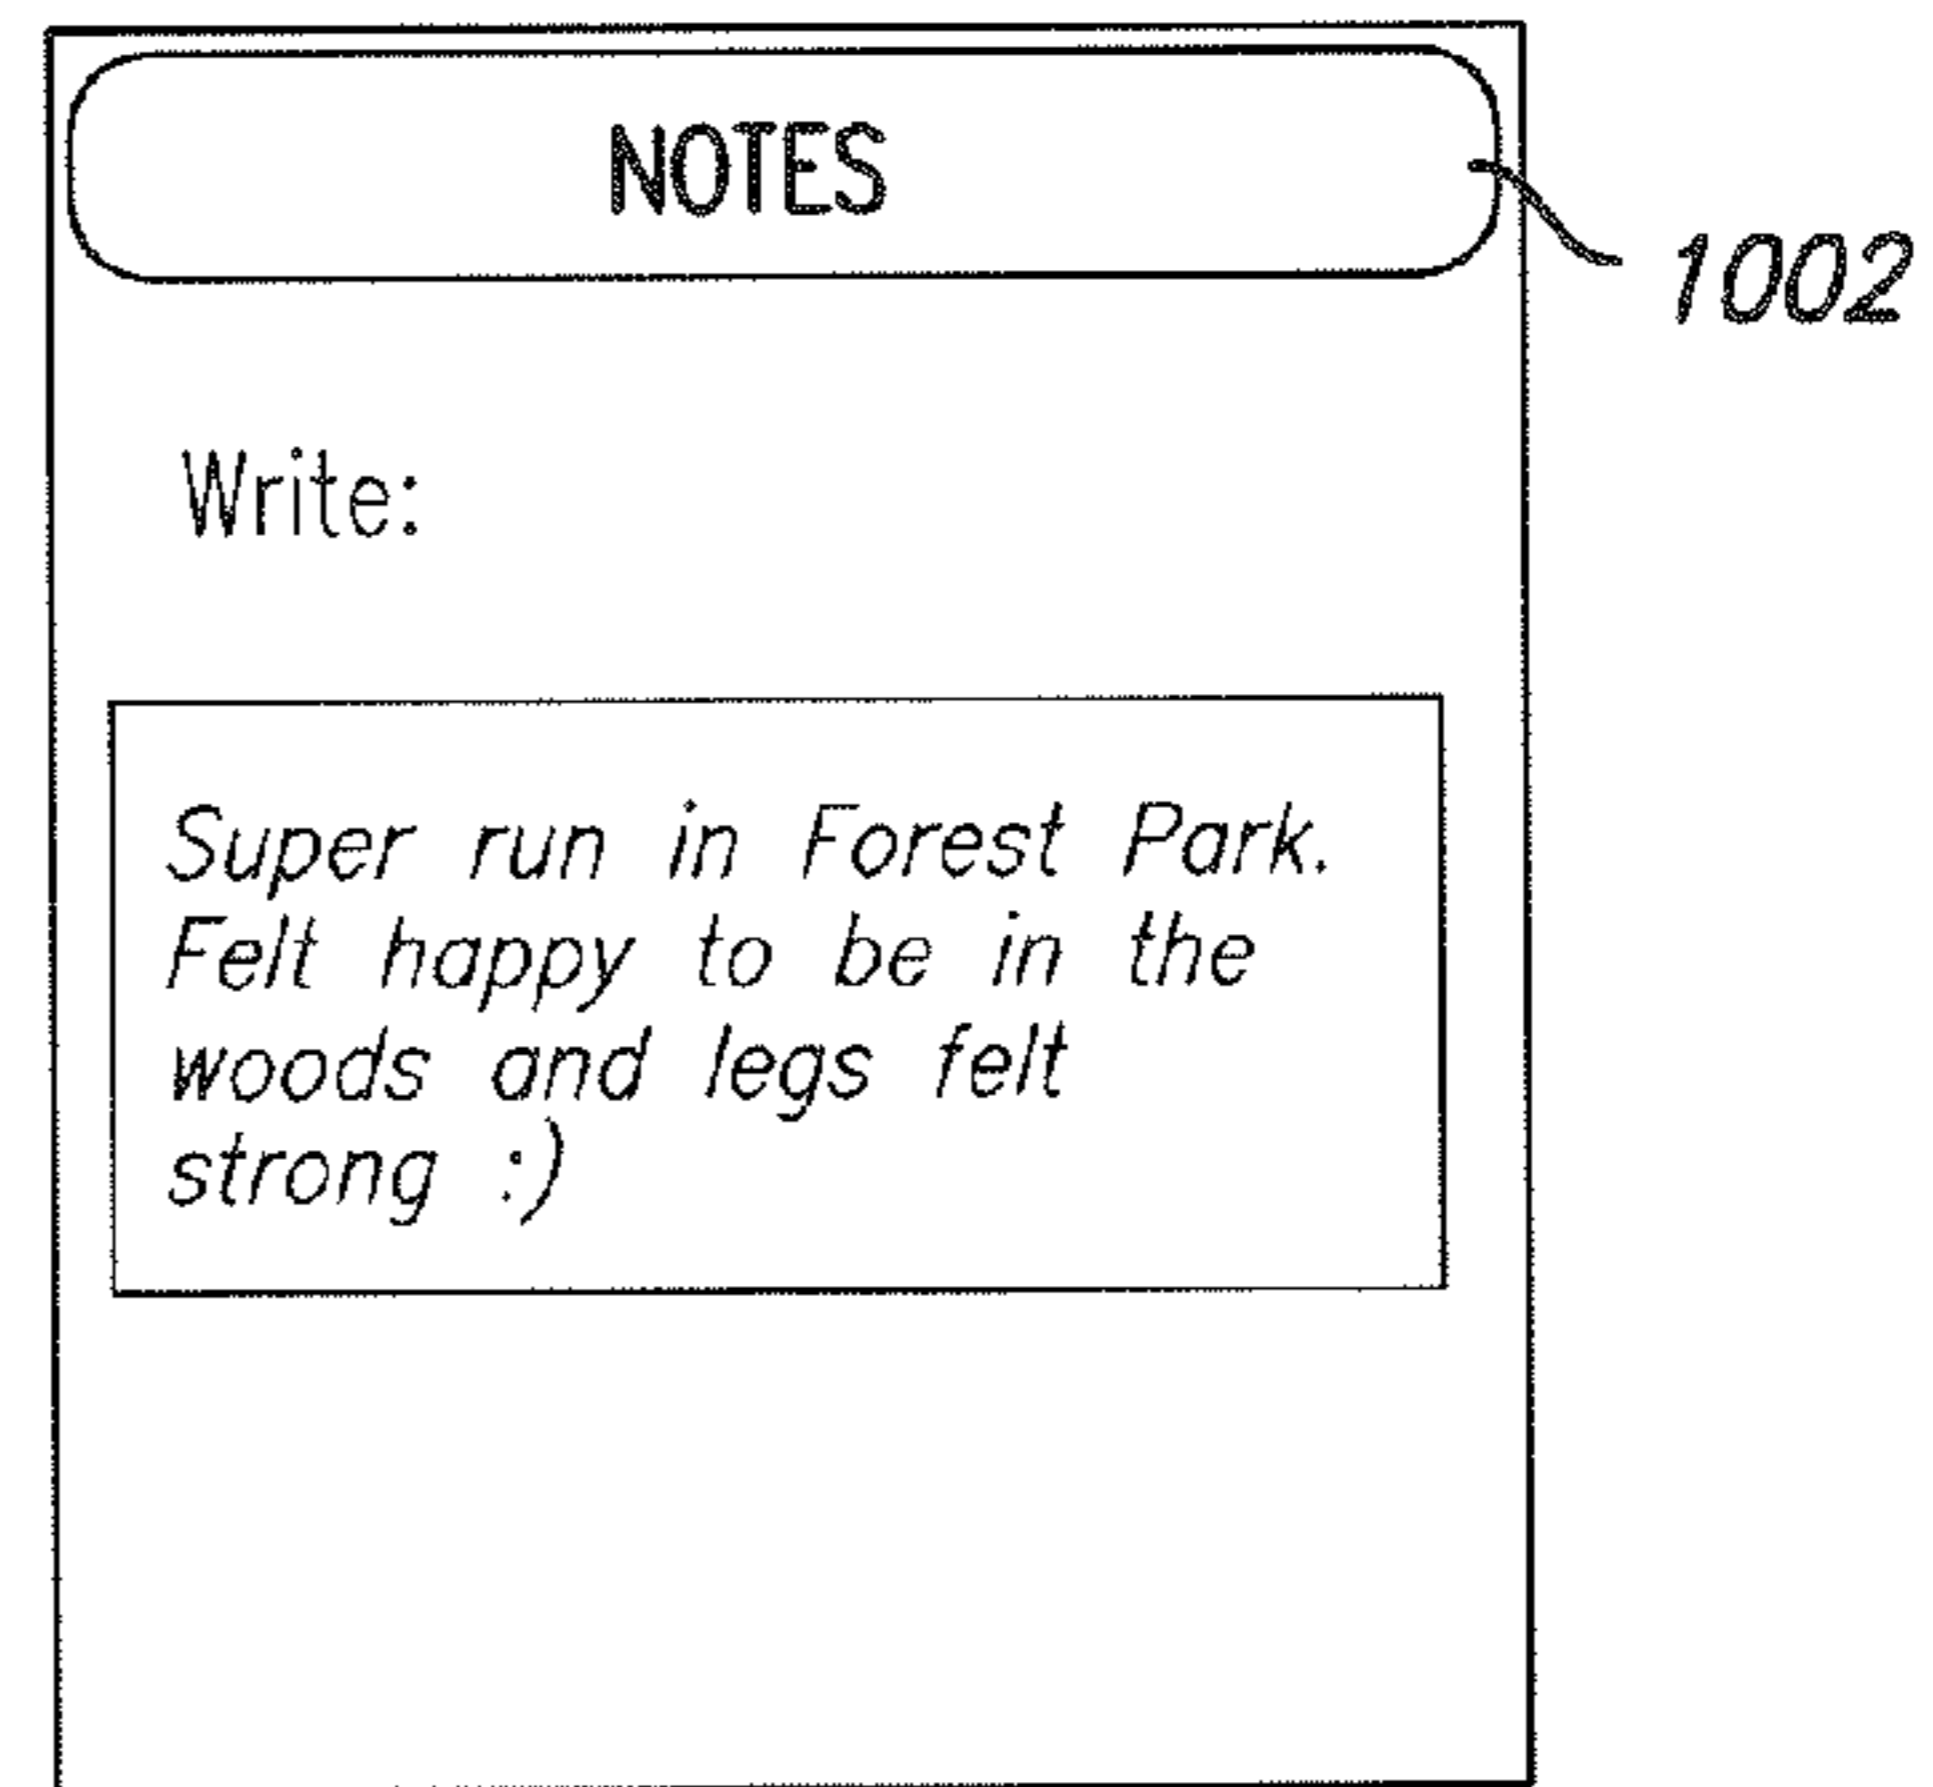 NOTES
1002
Write:
Super run in Forest Park.
Felt happy to be in the
woods and legs felt
strong :)